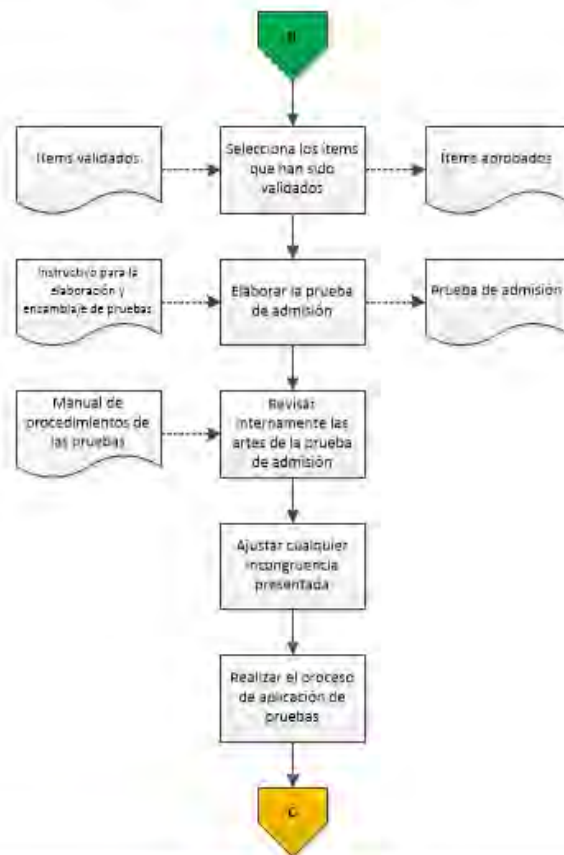 B
Ítems validados
Selecciona los ítems
que han sido
validados
Ítems aprobados
Instructivo para la
elaboración y
ensamblaje de pruebas
Elaborar la prueba
de admisión
Prueba de admisión
Manual de
procedimientos de
las pruebas
Revisar
internamente las
artes de la prueba
de admisión
Ajustar cualquier
incongruencia
presentada
Realizar el proceso
de aplicación de
pruebas